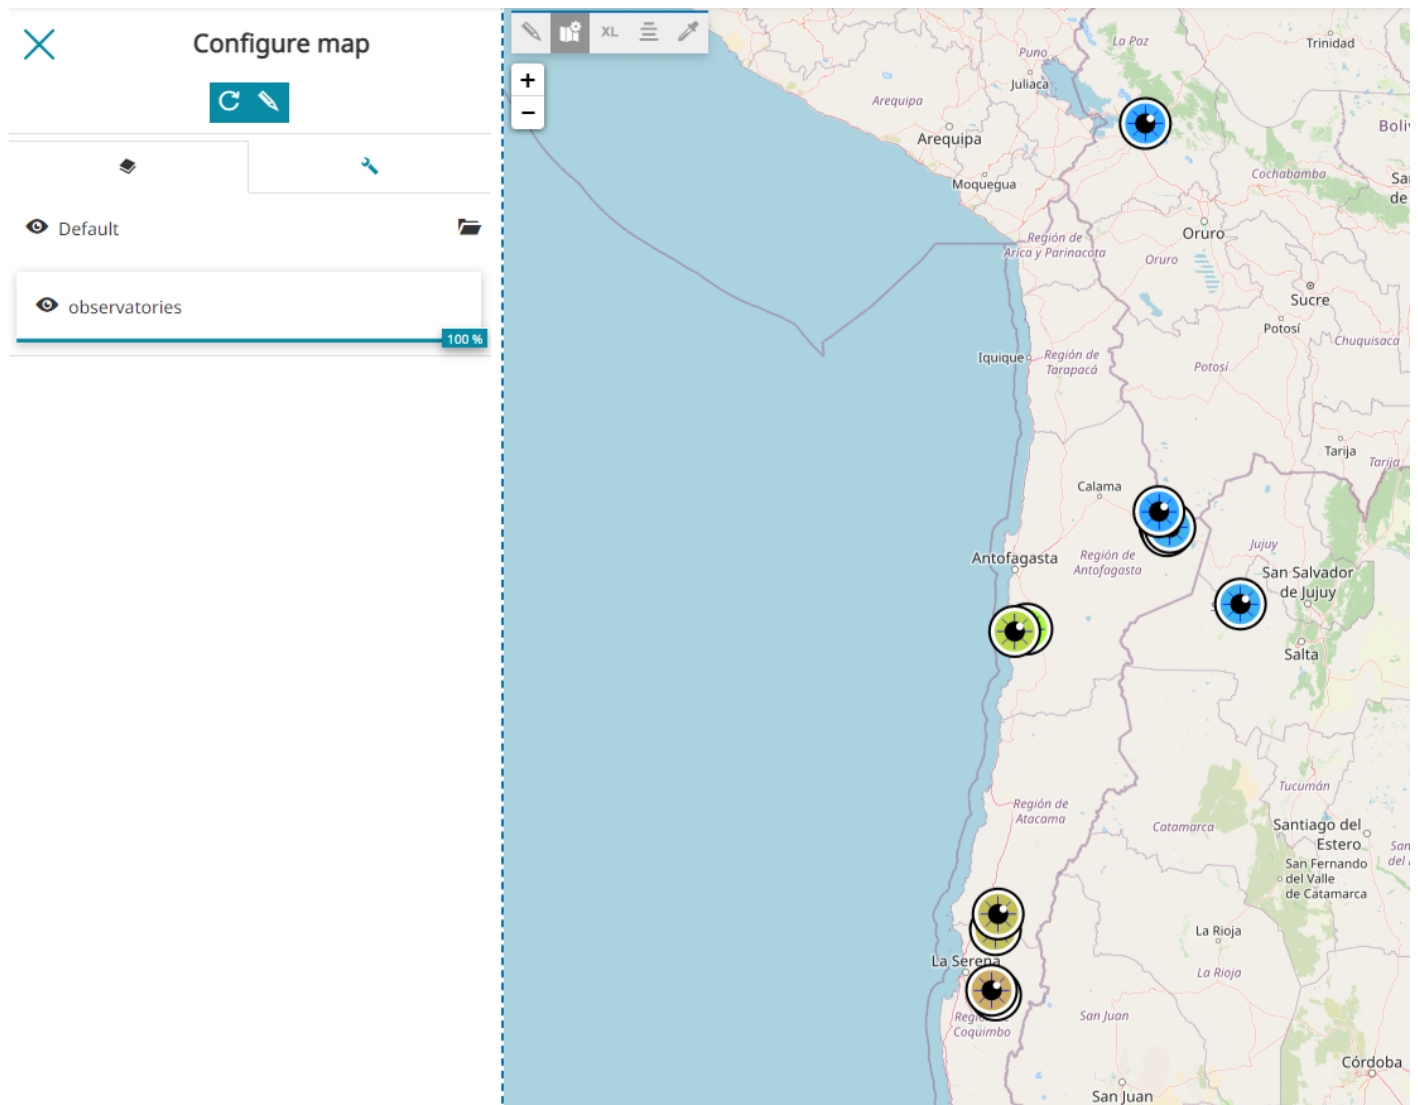 Configure map
Default
observatories
100 %
XL
+
−
La Paz
Trinidad
Puno
Juliaca
Arequipa
Arequipa
Moquegua
Cochabamba
Oruro
Región de
Arica y Parinacota
Oruro
Sucre
Potosí
Chuquisaca
Iquique
Región de
Tarapacá
Potosí
Tarija
Tarija
Calama
Antofagasta
Región de
Antofagasta
Jujuy
San Salvador
de Jujuy
Salta
Región de
Atacama
Catamarca
Tucumán
Santiago del
Estero
San Fernando
del Valle
de Catamarca
La Rioja
La Serena
La Rioja
Coquimbo
San Juan
Córdoba
San Juan